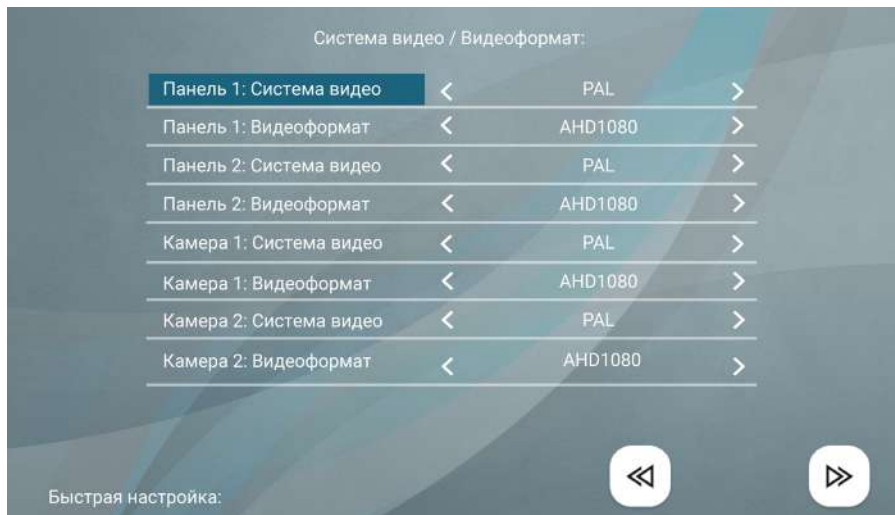 Система видео / Видеоформат:
Панель 1: Система видео < PAL >
Панель 1: Видеоформат < AHD1080 >
Панель 2: Система видео < PAL >
Панель 2: Видеоформат < AHD1080 >
Камера 1: Система видео < PAL >
Камера 1: Видеоформат < AHD1080 >
Камера 2: Система видео < PAL >
Камера 2: Видеоформат < AHD1080 >
Быстрая настройка: